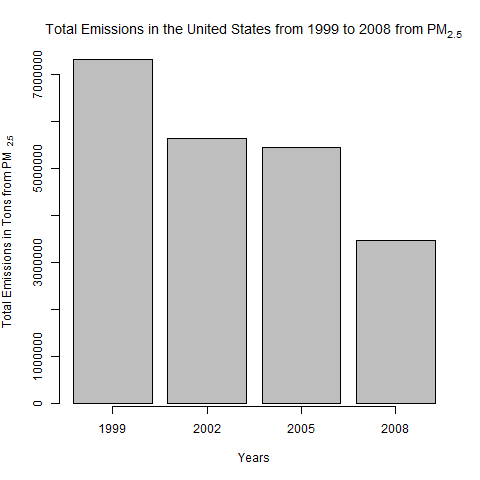 Total Emissions in the United States from 1999 to 2008 from PM2.5
Total Emissions in Tons from PM 2.5
7000000
5000000
3000000
1000000
0
1999 2002 2005 2008
Years